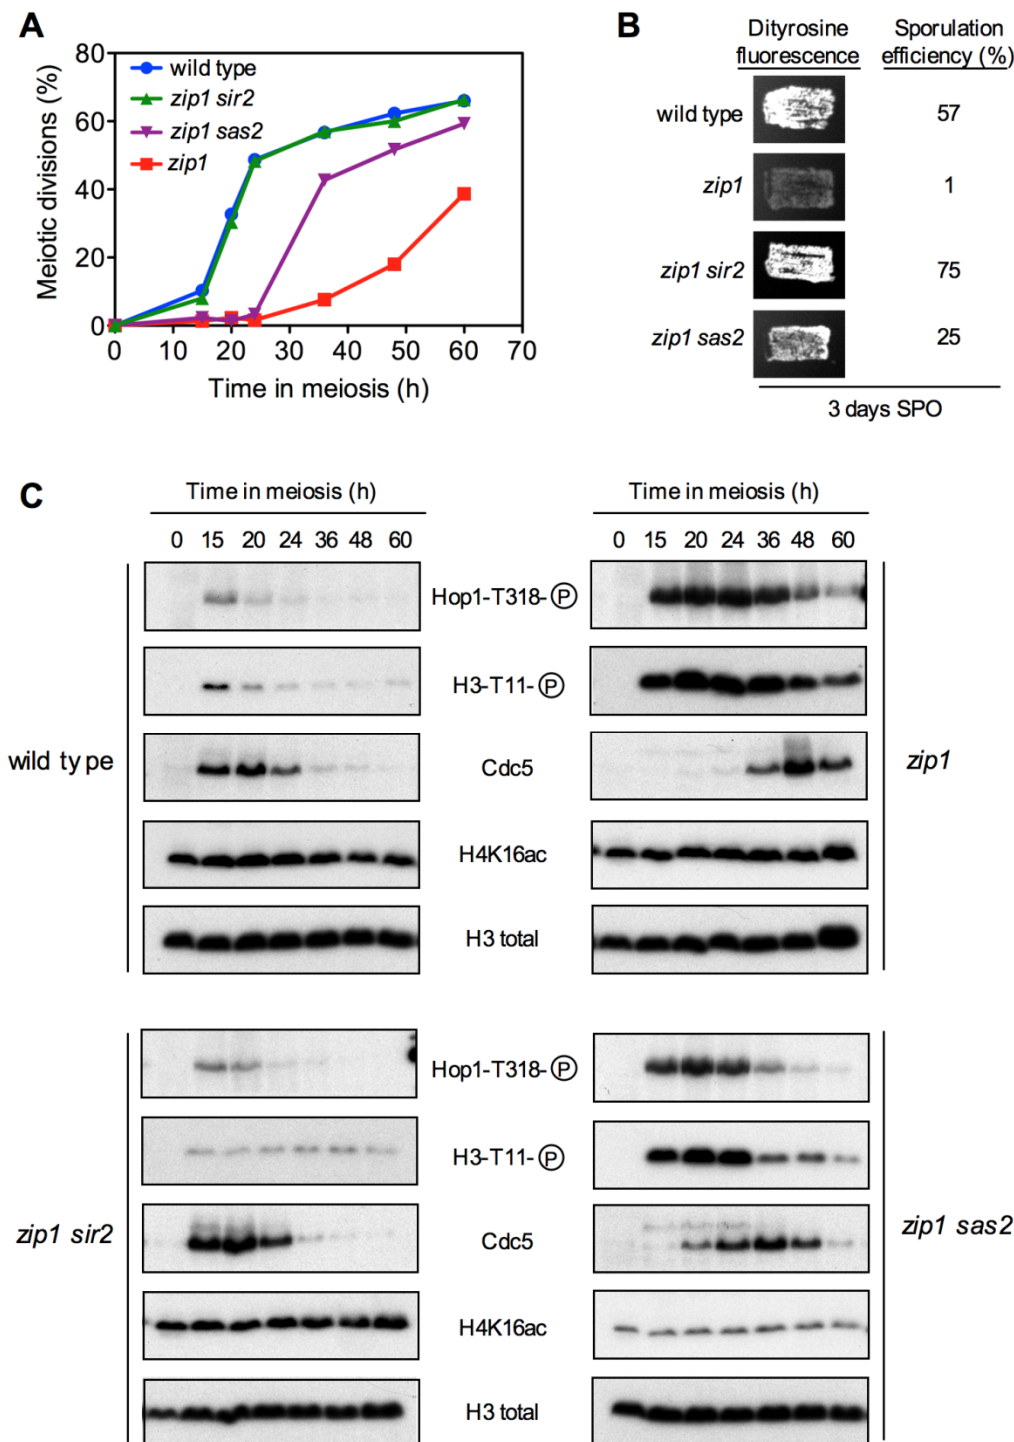 A
Meiotic divisions (%)
80
60
40
20
0
wild type
zip1 sir2
zip1 sas2
zip1
0 10 20 30 40 50 60 70
Time in meiosis (h)
B
Dityrosine fluorescence
Sporulation efficiency (%)
wild type 57
zip1 1
zip1 sir2 75
zip1 sas2 25
3 days SPO
C
Time in meiosis (h)
0 15 20 24 36 48 60
Time in meiosis (h)
0 15 20 24 36 48 60
wild type
Hop1-T318-Ⓟ
H3-T11-Ⓟ
Cdc5
H4K16ac
H3 total
zip1
zip1 sir2
Hop1-T318-Ⓟ
H3-T11-Ⓟ
Cdc5
H4K16ac
H3 total
zip1 sas2